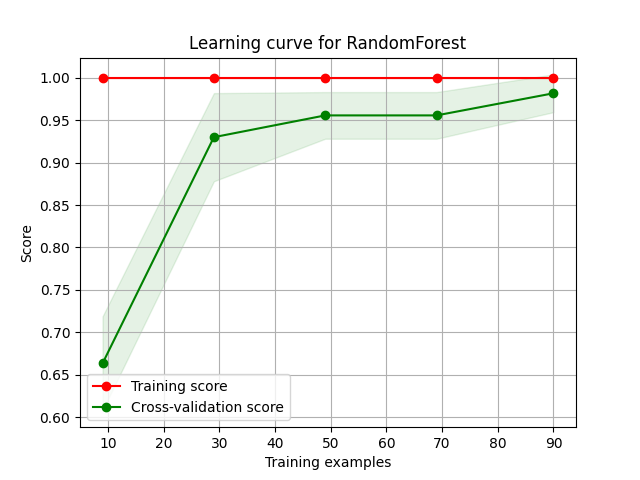 Learning curve for RandomForest
1.00
0.95
0.90
0.85
0.80
0.75
0.70
0.65
0.60
Score
Training score
Cross-validation score
10 20 30 40 50 60 70 80 90
Training examples